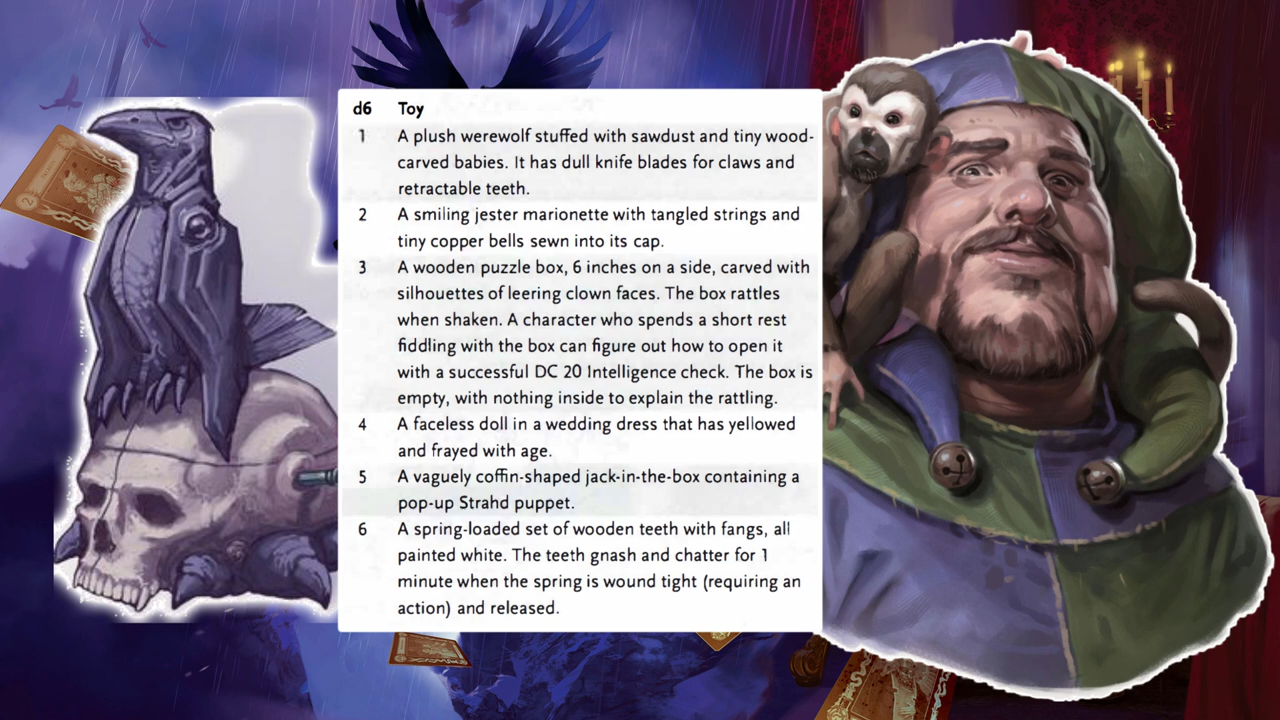 d6 Toy
1 A plush werewolf stuffed with sawdust and tiny wood-
carved babies. It has dull knife blades for claws and
retractable teeth.
2 A smiling jester marionette with tangled strings and
tiny copper bells sewn into its cap.
3 A wooden puzzle box, 6 inches on a side, carved with
silhouettes of leering clown faces. The box rattles
when shaken. A character who spends a short rest
fiddling with the box can figure out how to open it
with a successful DC 20 Intelligence check. The box is
empty, with nothing inside to explain the rattling.
4 A faceless doll in a wedding dress that has yellowed
and frayed with age.
5 A vaguely coffin-shaped jack-in-the-box containing a
pop-up Strahd puppet.
6 A spring-loaded set of wooden teeth with fangs, all
painted white. The teeth gnash and chatter for 1
minute when the spring is wound tight (requiring an
action) and released.